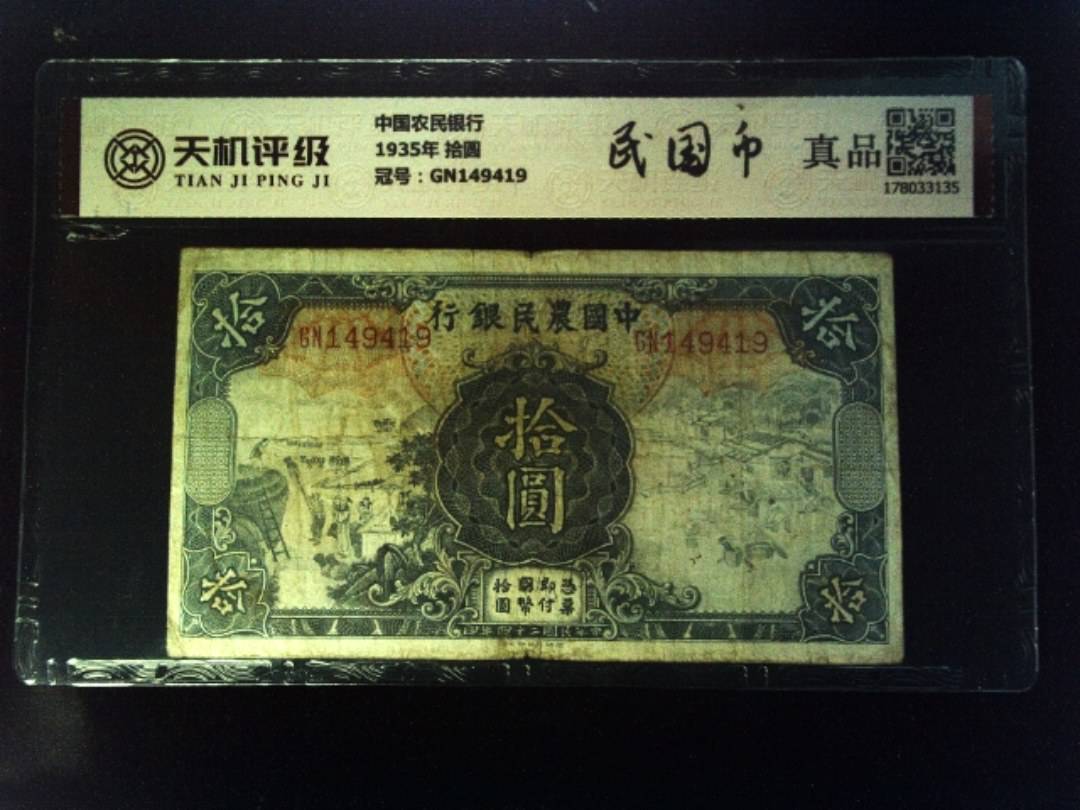 天机评级
TIAN JI PING JI
中国农民银行
1935年 拾圆
冠号：GN149419
民国币
真品
178033135
拾
拾
行銀民農國中
GN149419
GN149419
拾
圓
拾國卽憑
圓幣付票
拾
拾